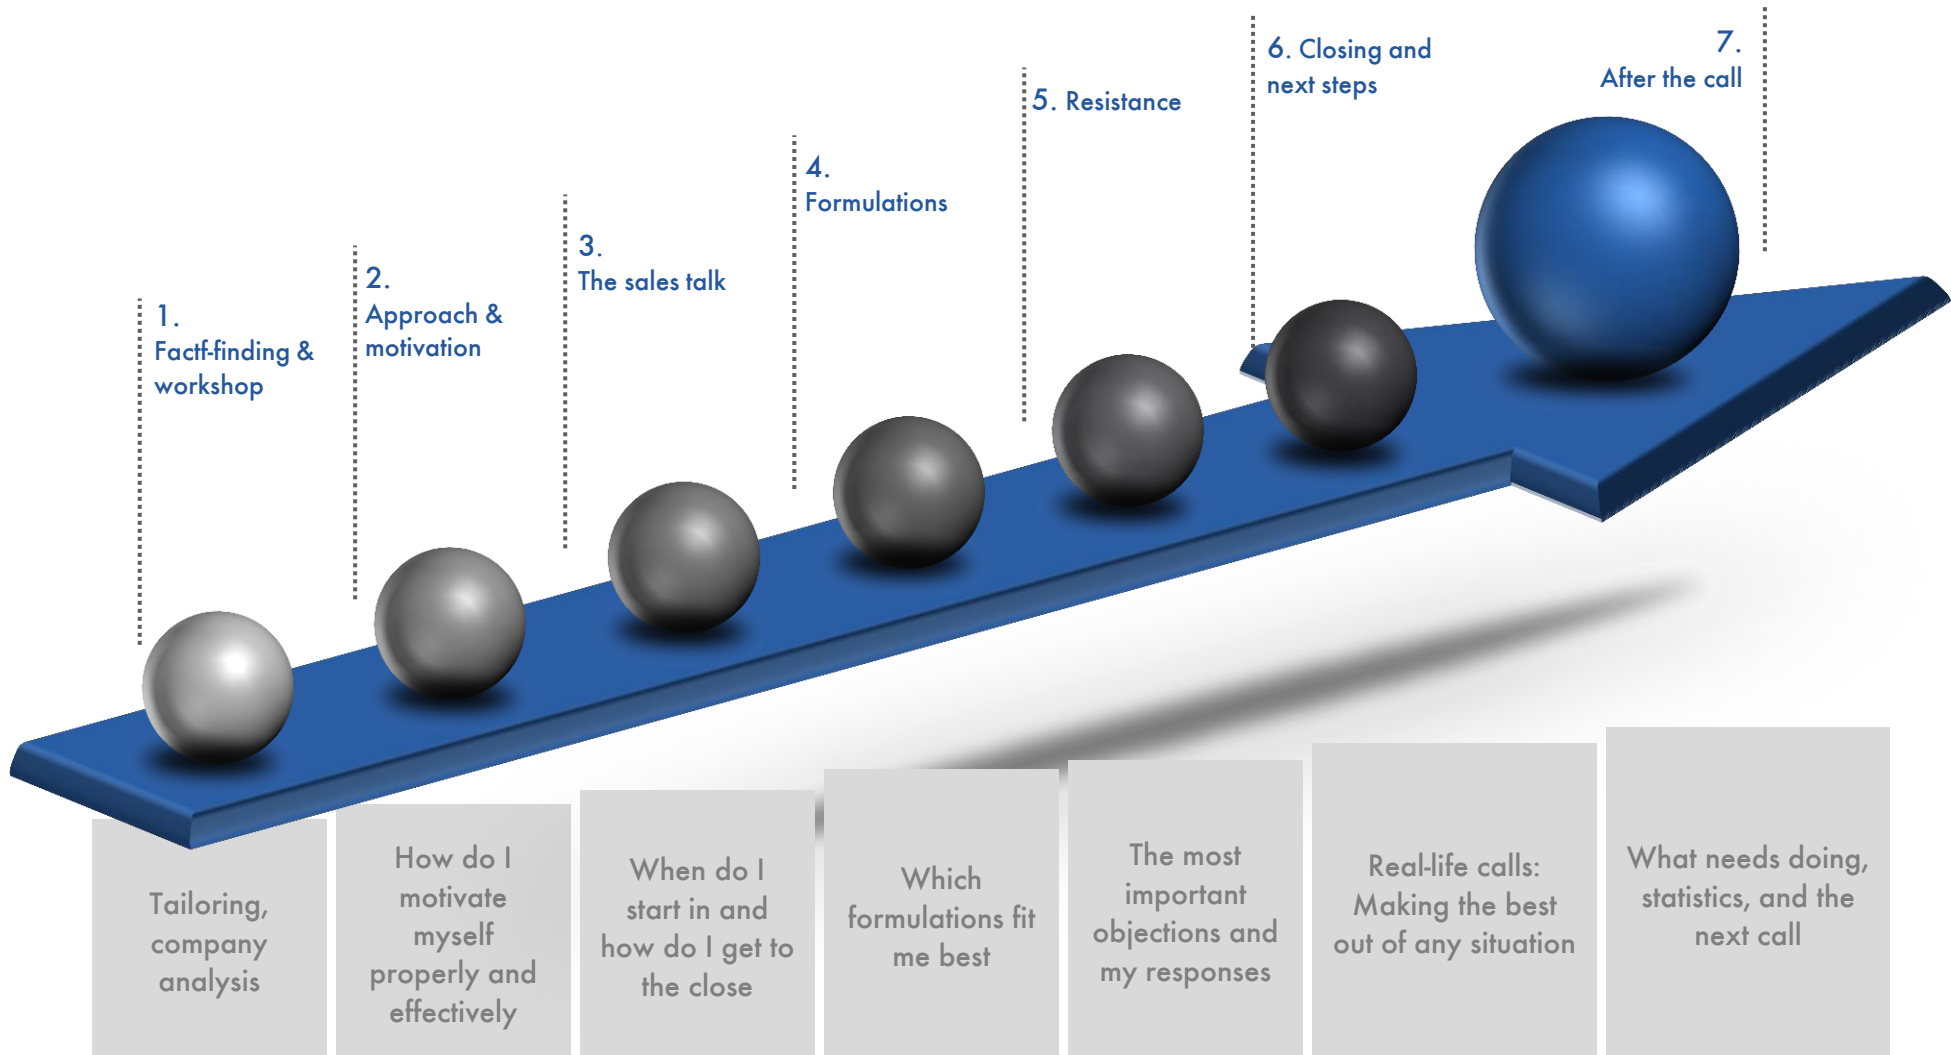 1.
Factf-finding &
workshop
2.
Approach &
motivation
3.
The sales talk
4.
Formulations
5. Resistance
6. Closing and
next steps
7.
After the call
Tailoring,
company
analysis
How do I
motivate
myself
properly and
effectively
When do I
start in and
how do I get to
the close
Which
formulations fit
me best
The most
important
objections and
my responses
Real-life calls:
Making the best
out of any situation
What needs doing,
statistics, and the
next call